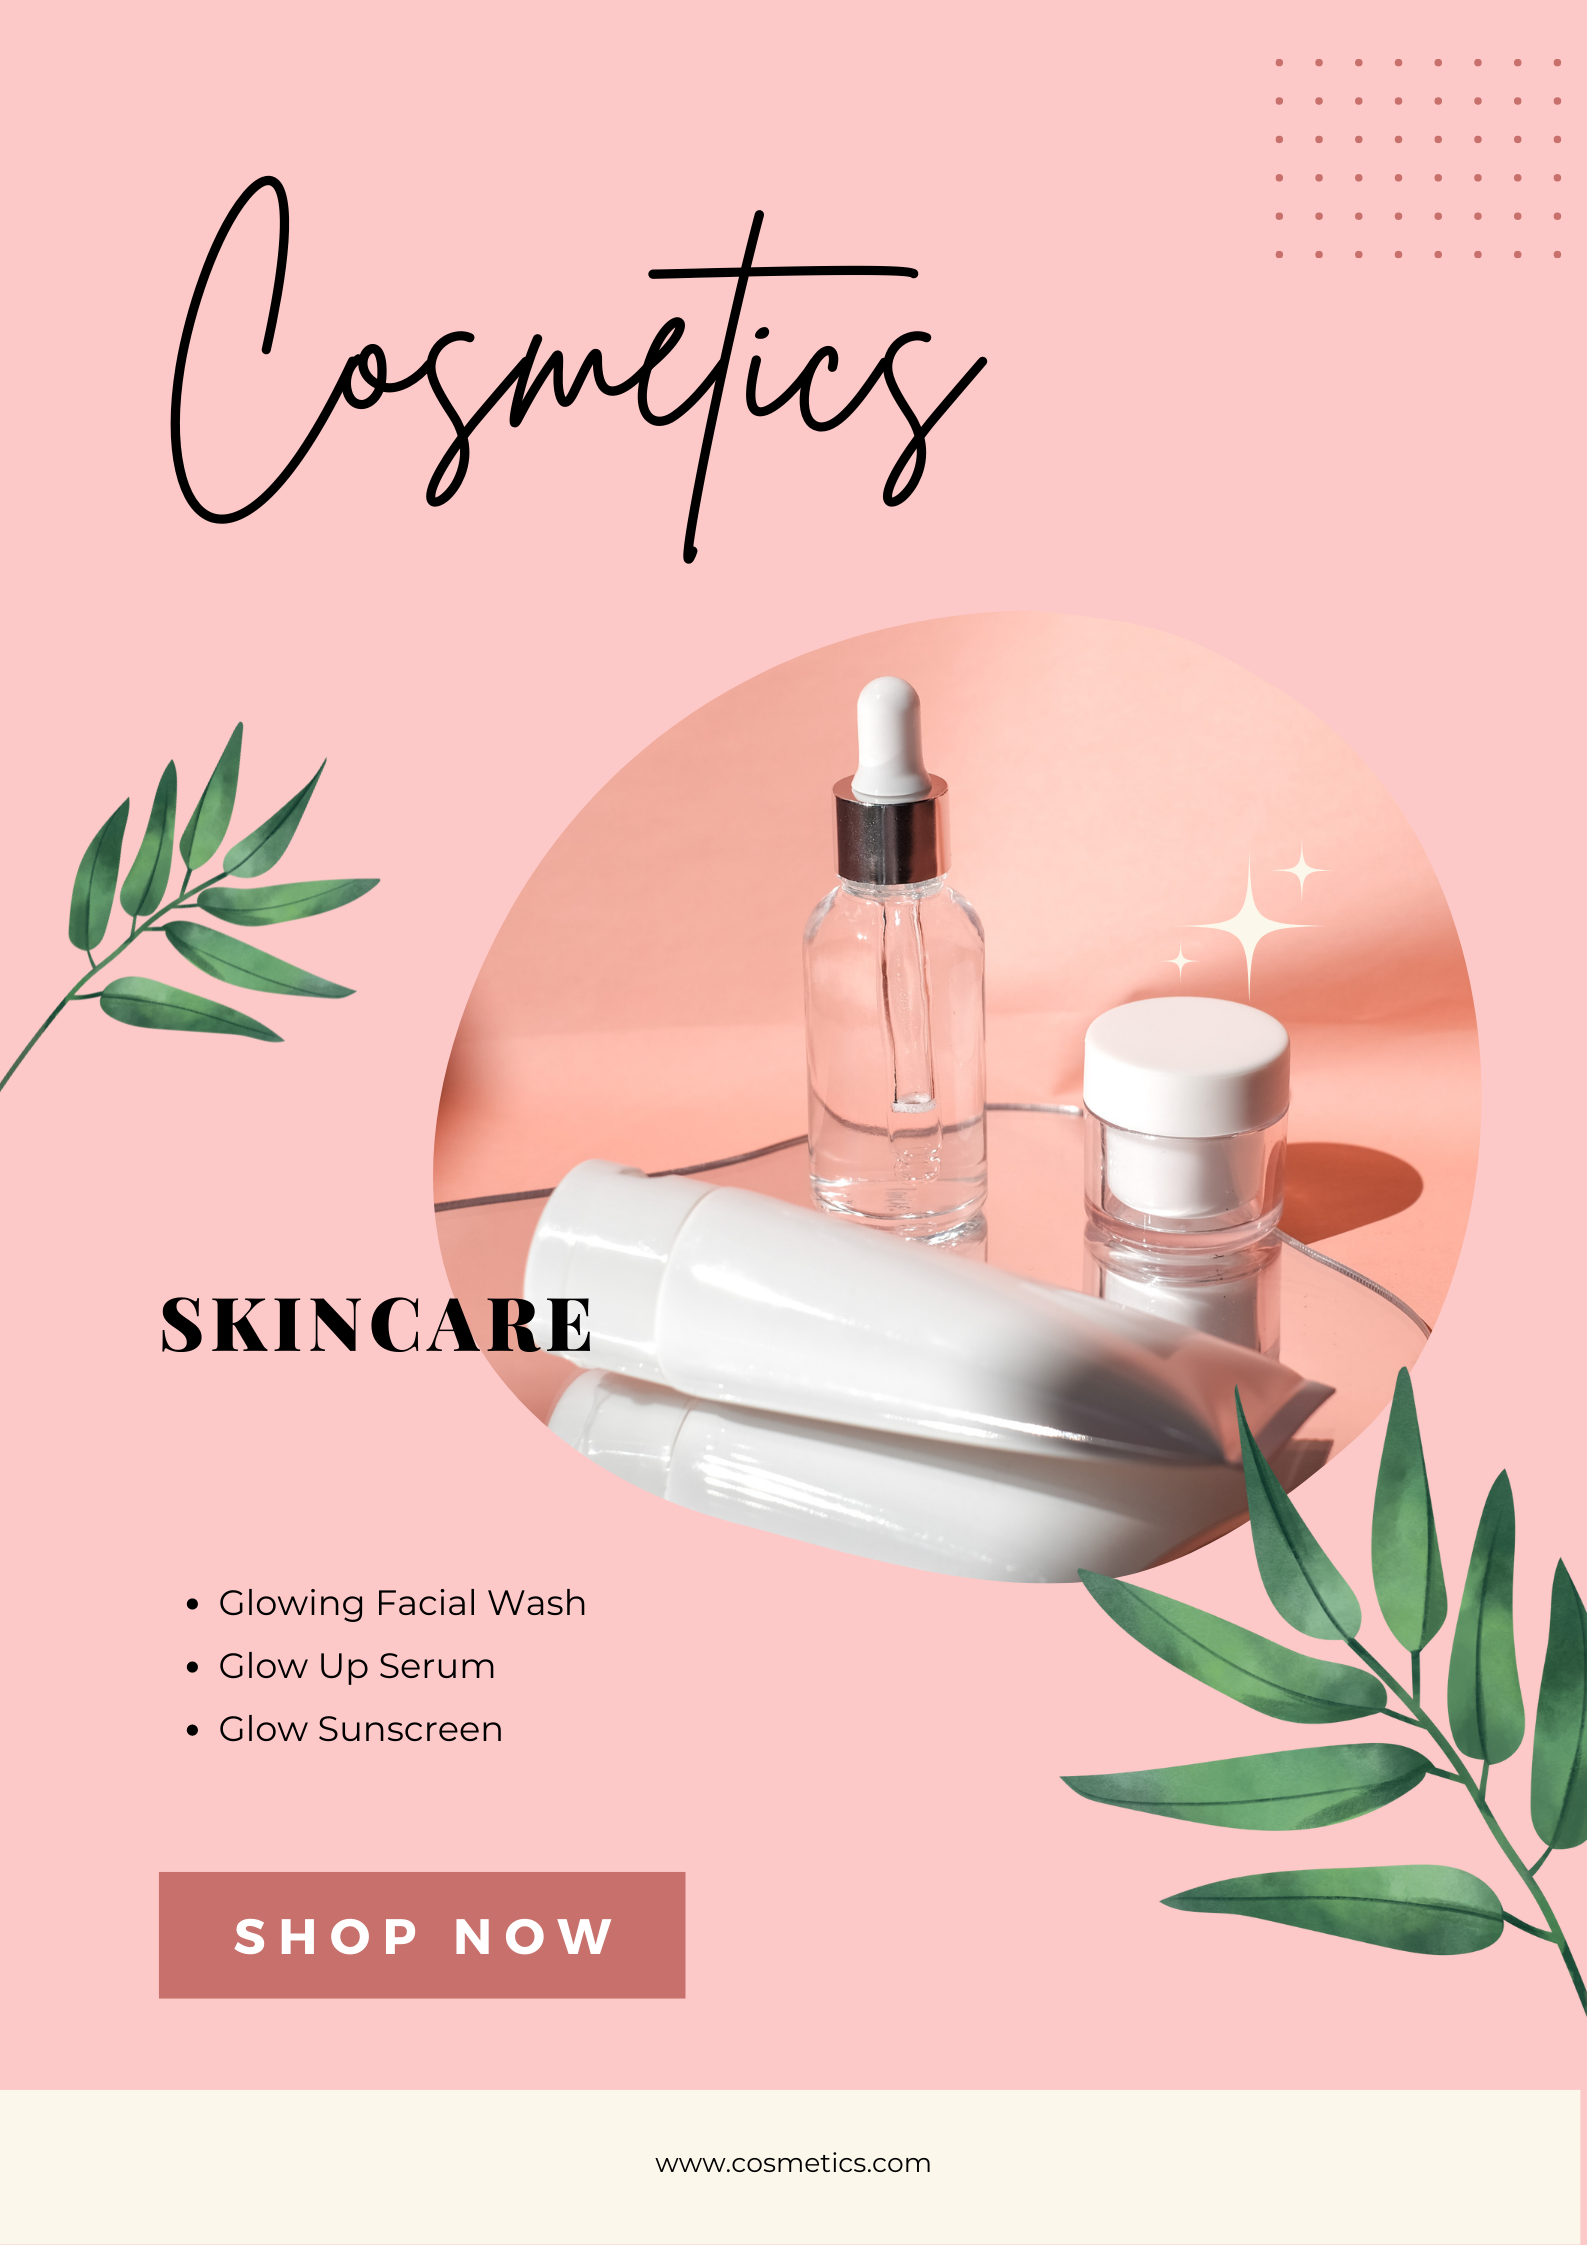 Cosmetics
SKINCARE
• Glowing Facial Wash
• Glow Up Serum
• Glow Sunscreen
SHOP NOW
www.cosmetics.com